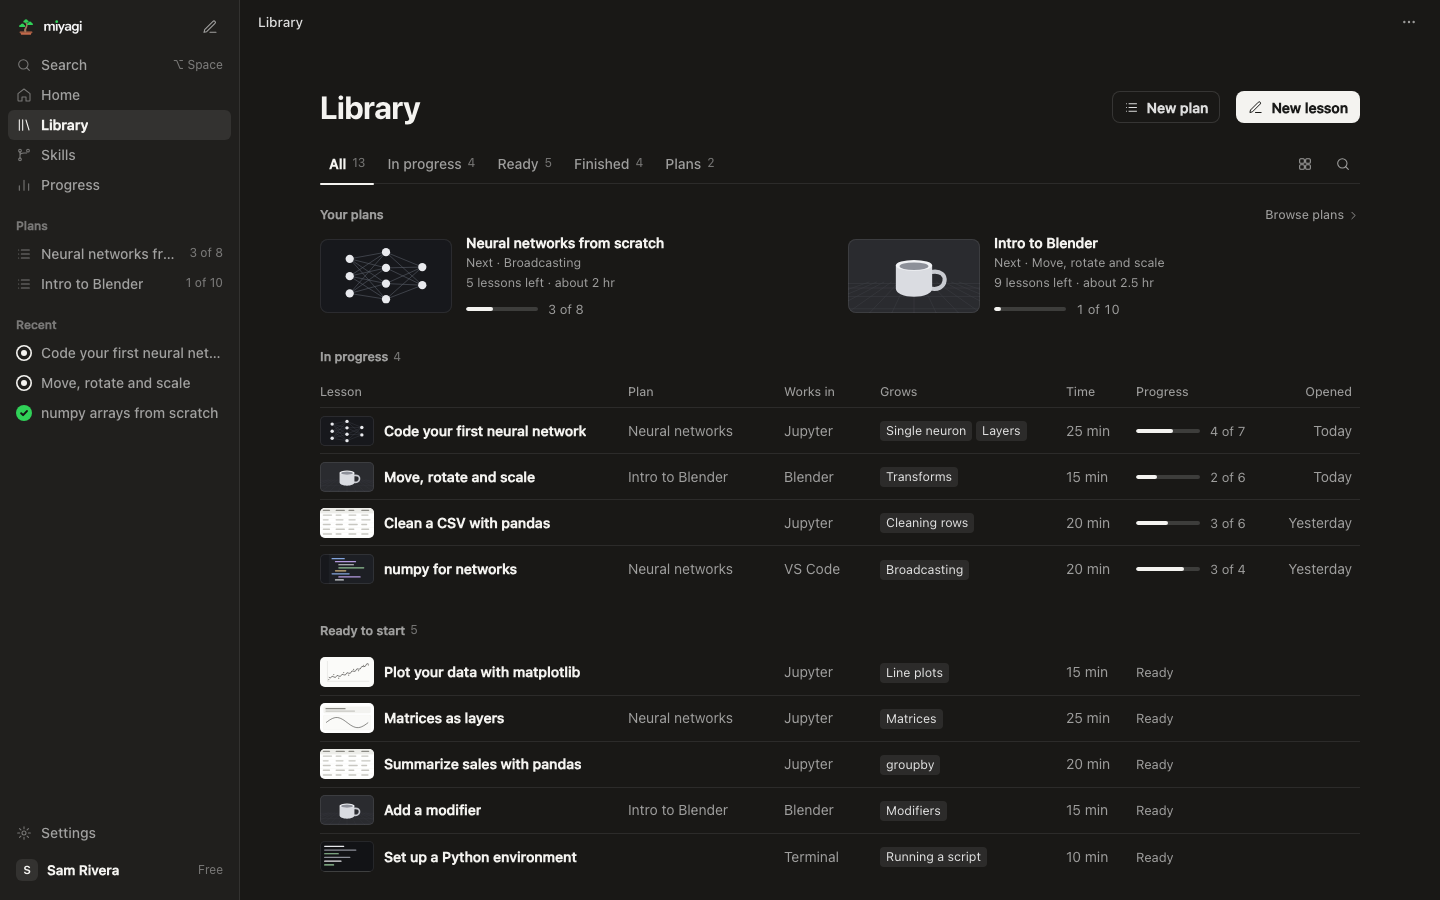 miyagi
Search ⌥ Space
Home
Library
Skills
Progress
Plans
Neural networks fr... 3 of 8
Intro to Blender 1 of 10
Recent
Code your first neural net...
Move, rotate and scale
numpy arrays from scratch
Settings
S Sam Rivera Free
Library
Library
New plan
New lesson
All 13 In progress 4 Ready 5 Finished 4 Plans 2
Your plans Browse plans
Neural networks from scratch
Next · Broadcasting
5 lessons left · about 2 hr
3 of 8
Intro to Blender
Next · Move, rotate and scale
9 lessons left · about 2.5 hr
1 of 10
In progress 4
Lesson Plan Works in Grows Time Progress Opened
Code your first neural network Neural networks Jupyter Single neuron Layers 25 min 4 of 7 Today
Move, rotate and scale Intro to Blender Blender Transforms 15 min 2 of 6 Today
Clean a CSV with pandas Jupyter Cleaning rows 20 min 3 of 6 Yesterday
numpy for networks Neural networks VS Code Broadcasting 20 min 3 of 4 Yesterday
Ready to start 5
Plot your data with matplotlib Jupyter Line plots 15 min Ready
Matrices as layers Neural networks Jupyter Matrices 25 min Ready
Summarize sales with pandas Jupyter groupby 20 min Ready
Add a modifier Intro to Blender Blender Modifiers 15 min Ready
Set up a Python environment Terminal Running a script 10 min Ready